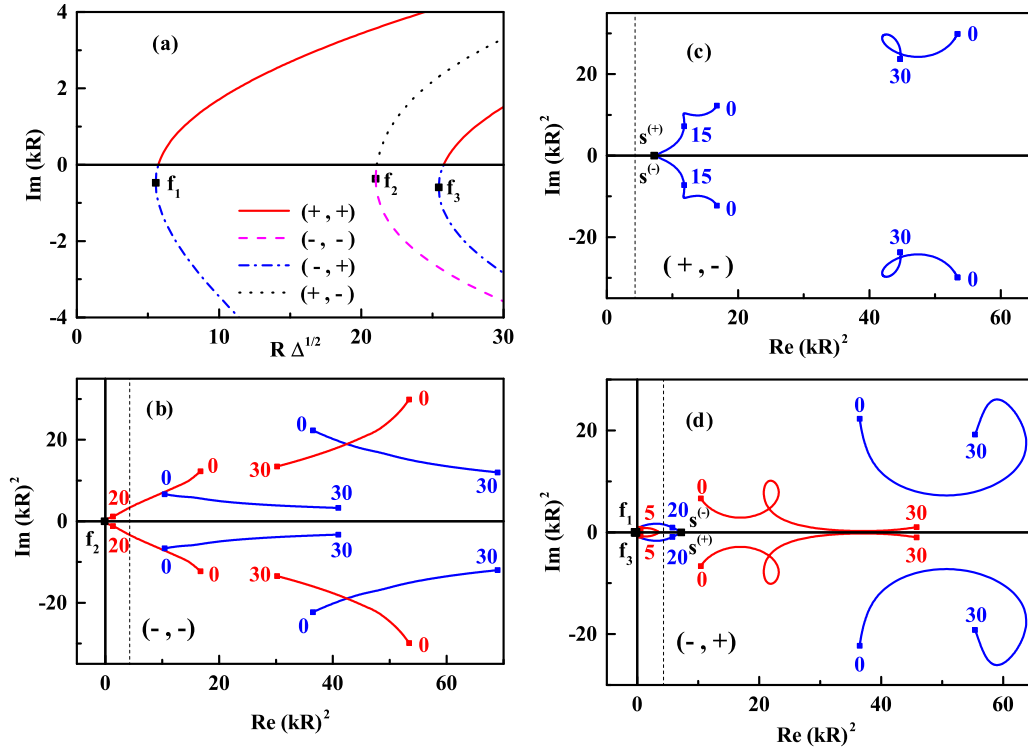 (a)
Im (kR)
4
2
0
-2
-4
f1
f2
f3
(+ , +)
(- , -)
(- , +)
(+ , -)
0
10
20
30
R Δ^1/2
(c)
Im (kR)^2
20
0
-20
0
30
0
15
s^(+)
s^(-)
15
0
30
0
(+ , -)
0
20
40
60
Re (kR)^2
(b)
Im (kR)^2
20
0
-20
0
0
30
30
0
0
20
30
f2
20
0
0
30
30
30
0
0
(- , -)
0
20
40
60
Re (kR)^2
(d)
Im (kR)^2
20
0
-20
0
30
0
f1
5
20
s^(-)
30
f3
5
20
s^(+)
30
0
30
0
(- , +)
0
20
40
60
Re (kR)^2